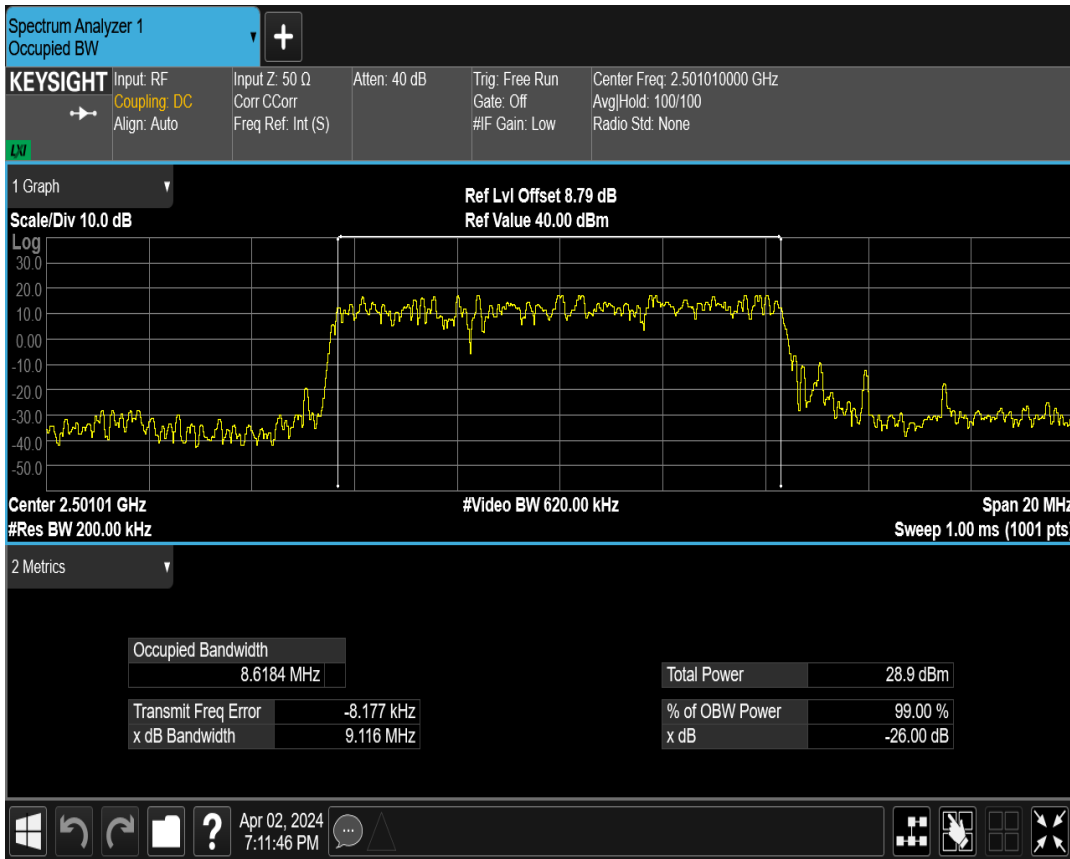 Spectrum Analyzer 1
Occupied BW
+
KEYSIGHT
LXI
Input: RF
Coupling: DC
Align: Auto
Input Z: 50 Ω
Corr CCorr
Freq Ref: Int (S)
Atten: 40 dB
Trig: Free Run
Gate: Off
#IF Gain: Low
Center Freq: 2.501010000 GHz
Avg|Hold: 100/100
Radio Std: None
1 Graph
Scale/Div 10.0 dB
Ref Lvl Offset 8.79 dB
Ref Value 40.00 dBm
Log
30.0
20.0
10.0
0.00
-10.0
-20.0
-30.0
-40.0
-50.0
Center 2.50101 GHz
#Video BW 620.00 kHz
Span 20 MHz
#Res BW 200.00 kHz
Sweep 1.00 ms (1001 pts)
2 Metrics
Occupied Bandwidth
8.6184 MHz
Total Power 28.9 dBm
Transmit Freq Error -8.177 kHz
% of OBW Power 99.00 %
x dB Bandwidth 9.116 MHz
x dB -26.00 dB
?
Apr 02, 2024
7:11:46 PM